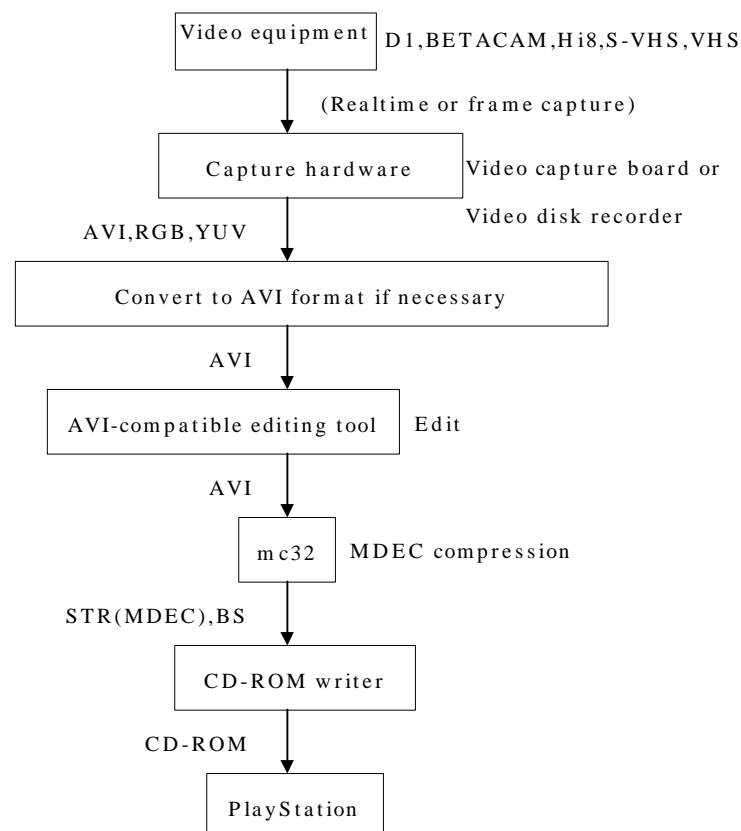 Video equipment
D1,BETACAM,Hi8,S-VHS,VHS
(Realtime or frame capture)
Capture hardware
Video capture board or
Video disk recorder
AVI,RGB,YUV
Convert to AVI format if necessary
AVI
AVI-compatible editing tool
Edit
AVI
mc32
MDEC compression
STR(MDEC),BS
CD-ROM writer
CD-ROM
PlayStation